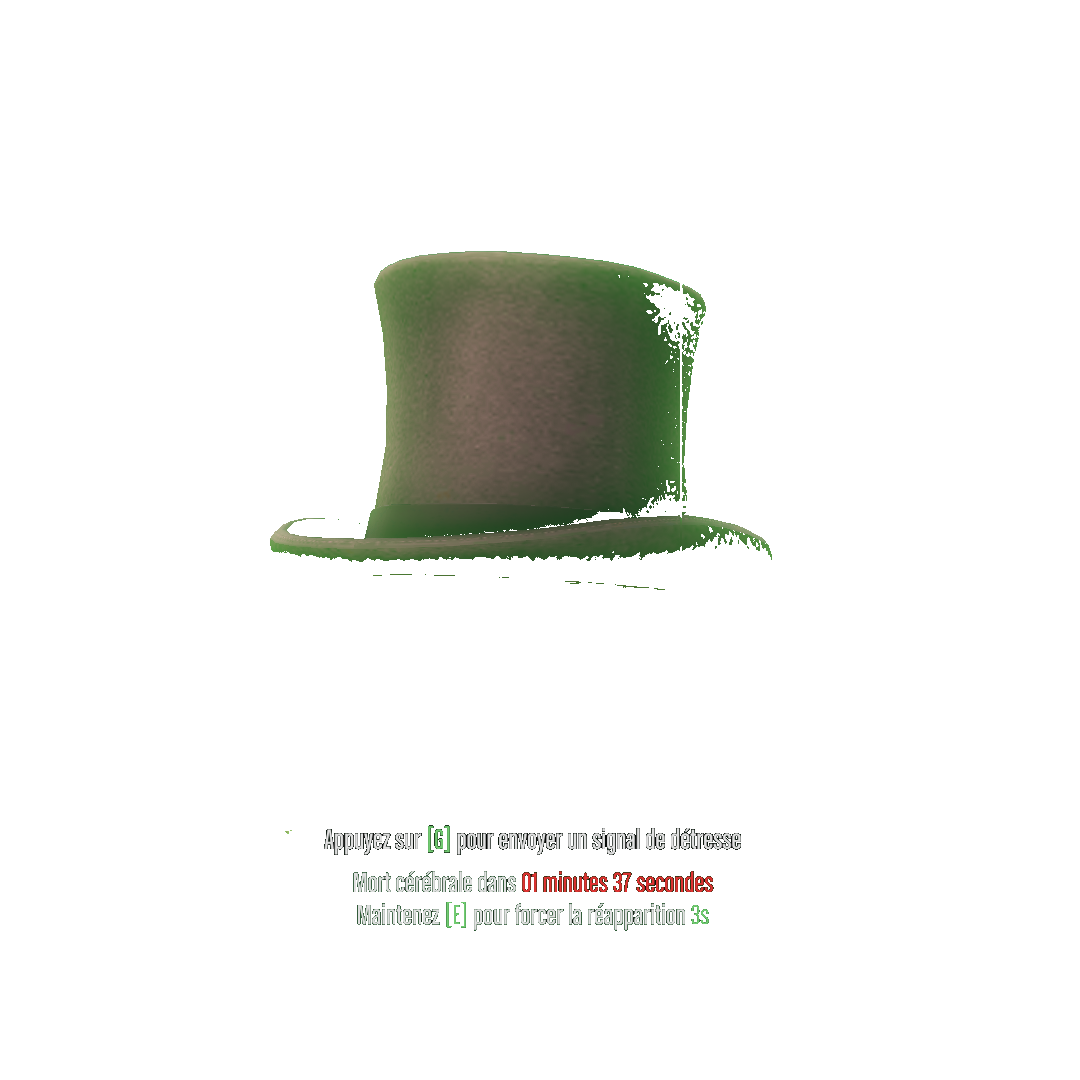 Appuyez sur [G] pour envoyer un signal de détresse
Mort cérébrale dans 01 minutes 37 secondes
Maintenez [E] pour forcer la réapparition 3s